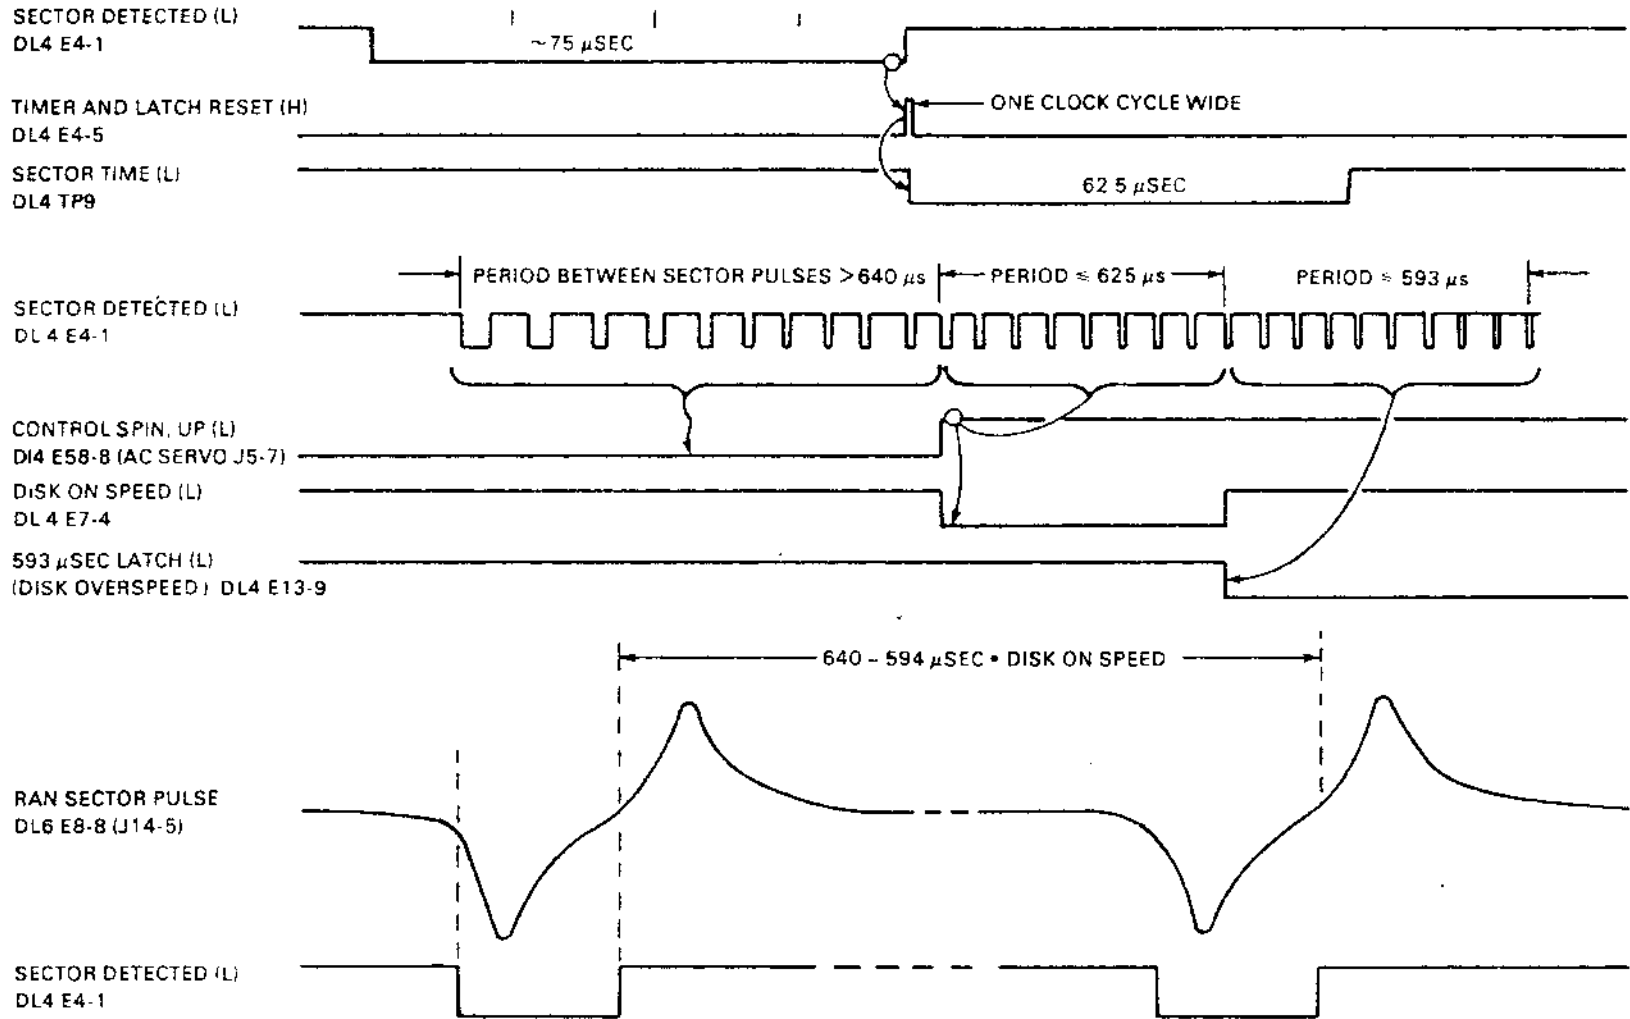 SECTOR DETECTED (L)
DL4 E4-1
~75 μSEC
TIMER AND LATCH RESET (H)
DL4 E4-5
ONE CLOCK CYCLE WIDE
SECTOR TIME (L)
DL4 TP9
62 5 μSEC
PERIOD BETWEEN SECTOR PULSES >640 μs
PERIOD ≤ 625 μs
PERIOD ≤ 593 μs
SECTOR DETECTED (L)
DL 4 E4-1
CONTROL SPIN, UP (L)
DI4 E58-8 (AC SERVO J5-7)
DISK ON SPEED (L)
DL 4 E7-4
593 μSEC LATCH (L)
(DISK OVERSPEED) DL4 E13-9
640 – 594 μSEC • DISK ON SPEED
RAN SECTOR PULSE
DL6 E8-8 (J14-5)
SECTOR DETECTED (L)
DL4 E4-1